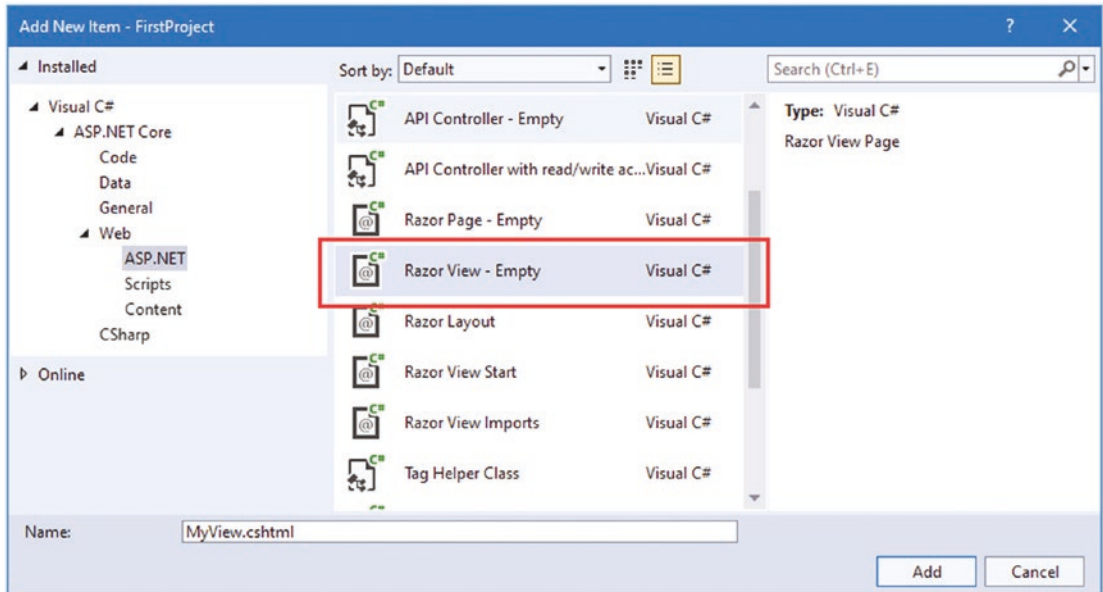 Add New Item - FirstProject
? ×
Installed
Visual C#
ASP.NET Core
Code
Data
General
Web
ASP.NET
Scripts
Content
CSharp
Online
Sort by: Default
Search (Ctrl+E)
C# API Controller - Empty Visual C#
C# API Controller with read/write ac...Visual C#
C# @ Razor Page - Empty Visual C#
C# @ Razor View - Empty Visual C#
C# @ Razor Layout Visual C#
C# @ Razor View Start Visual C#
C# @ Razor View Imports Visual C#
C# Tag Helper Class Visual C#
Type: Visual C#
Razor View Page
Name: MyView.cshtml
Add Cancel